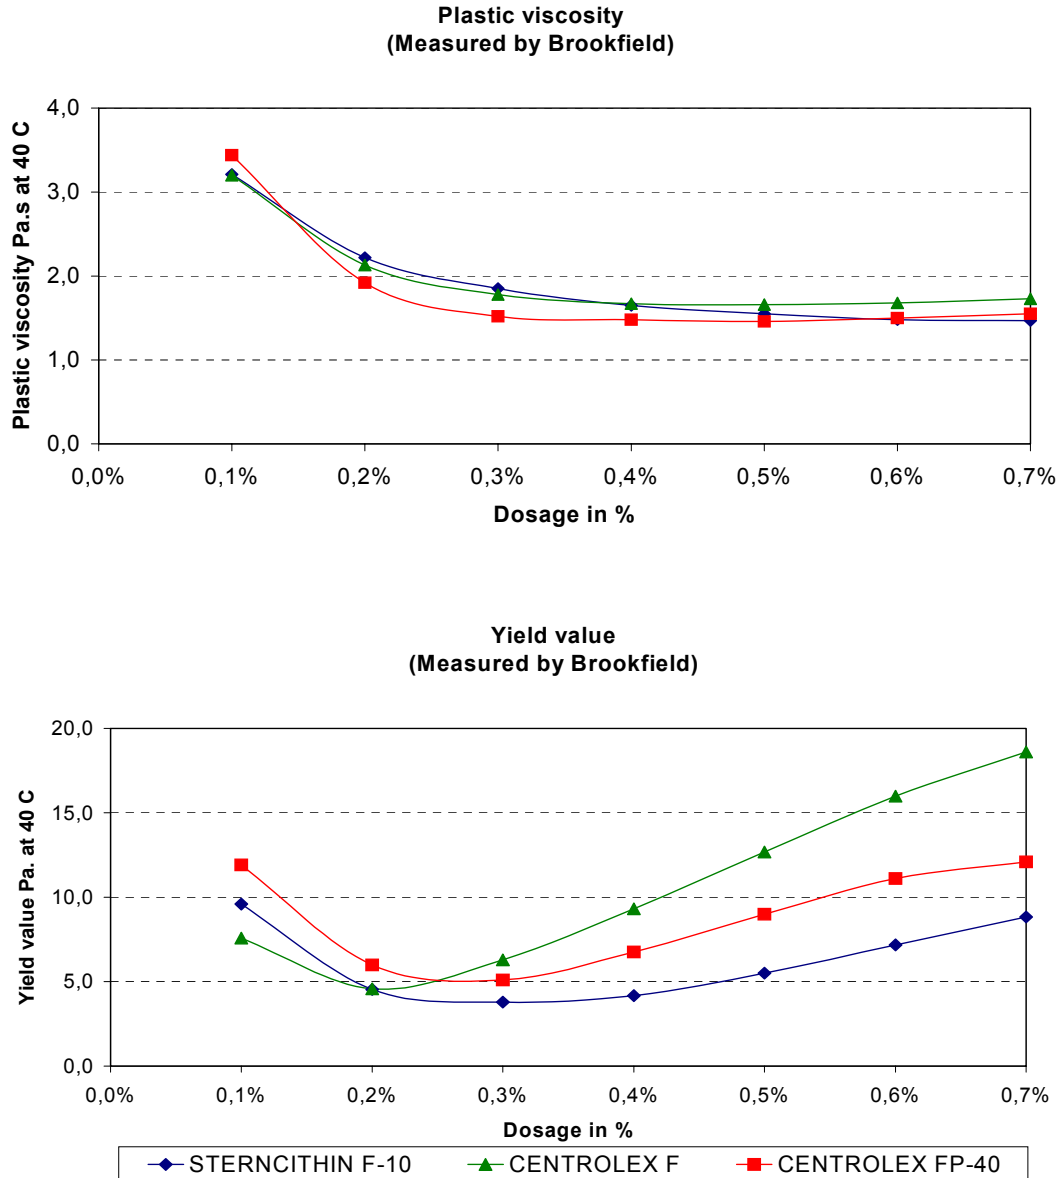 Plastic viscosity
(Measured by Brookfield)
Plastic viscosity Pa.s at 40 C
4,0
3,0
2,0
1,0
0,0
0,0% 0,1% 0,2% 0,3% 0,4% 0,5% 0,6% 0,7%
Dosage in %
Yield value
(Measured by Brookfield)
Yield value Pa. at 40 C
20,0
15,0
10,0
5,0
0,0
0,0% 0,1% 0,2% 0,3% 0,4% 0,5% 0,6% 0,7%
Dosage in %
STERNCITHIN F-10 CENTROLEX F CENTROLEX FP-40